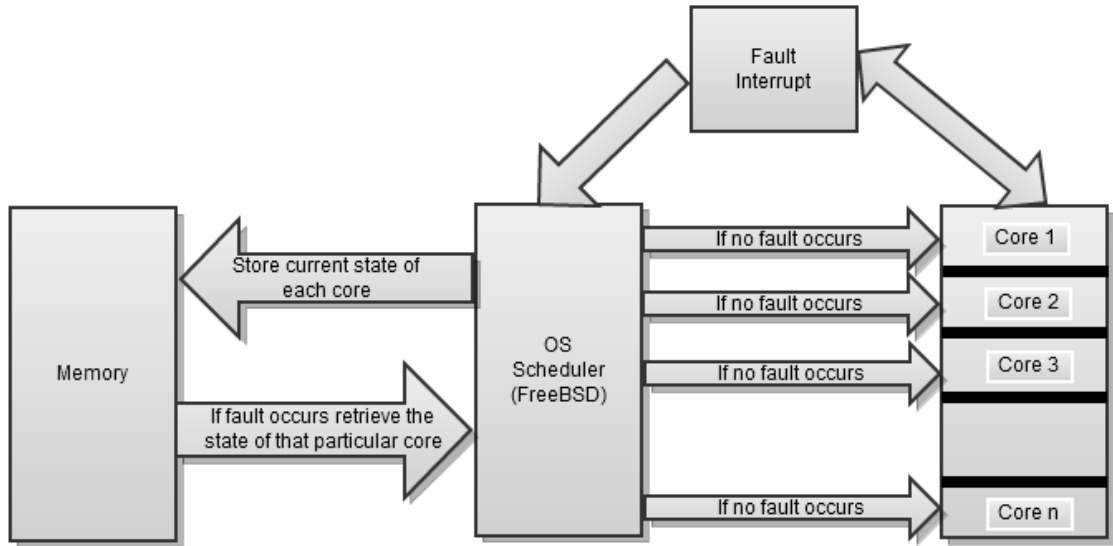 Fault
Interrupt
If no fault occurs
Core 1
Store current state of
each core
If no fault occurs
Core 2
OS
Scheduler
(FreeBSD)
Memory
If no fault occurs
Core 3
If fault occurs retrieve the
state of that particular core
If no fault occurs
Core n